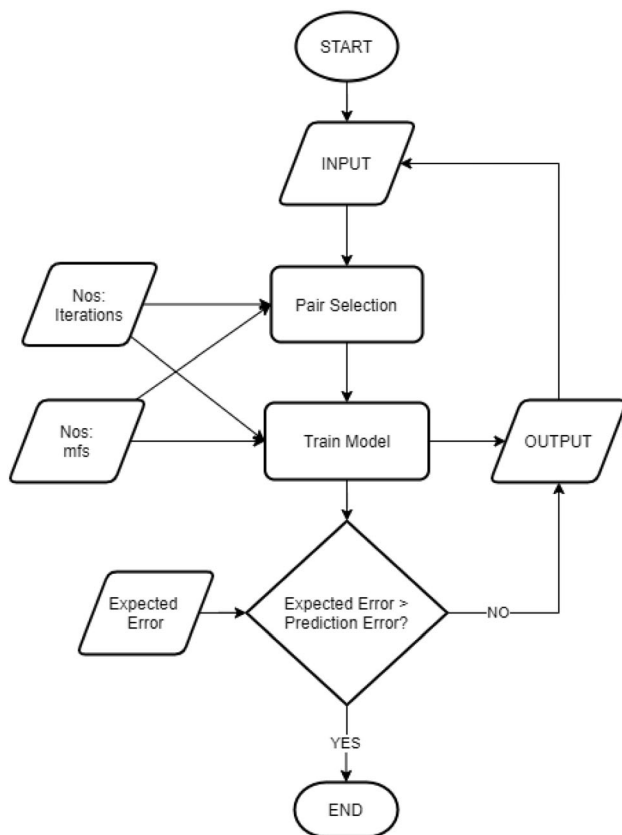 START
INPUT
Nos:
Iterations
Pair Selection
Nos:
mfs
Train Model
OUTPUT
Expected
Error
Expected Error >
Prediction Error?
NO
YES
END